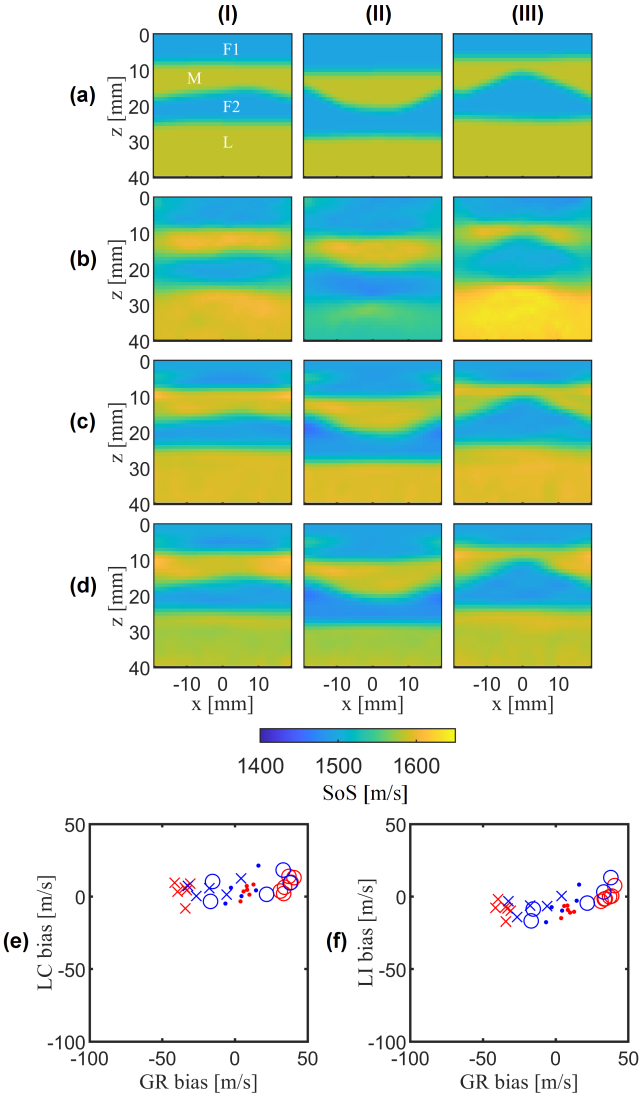 (I) (II) (III)
(a)
z [mm]
0
10
20
30
40
F1
M
F2
L
(b)
z [mm]
0
10
20
30
40
(c)
z [mm]
0
10
20
30
40
(d)
z [mm]
0
10
20
30
40
-10 0 10 -10 0 10 -10 0 10
x [mm] x [mm] x [mm]
1400 1500 1600
SoS [m/s]
(e)
LC bias [m/s]
50
0
-50
-100
-100 -50 0 50
GR bias [m/s]
(f)
LI bias [m/s]
50
0
-50
-100
-100 -50 0 50
GR bias [m/s]